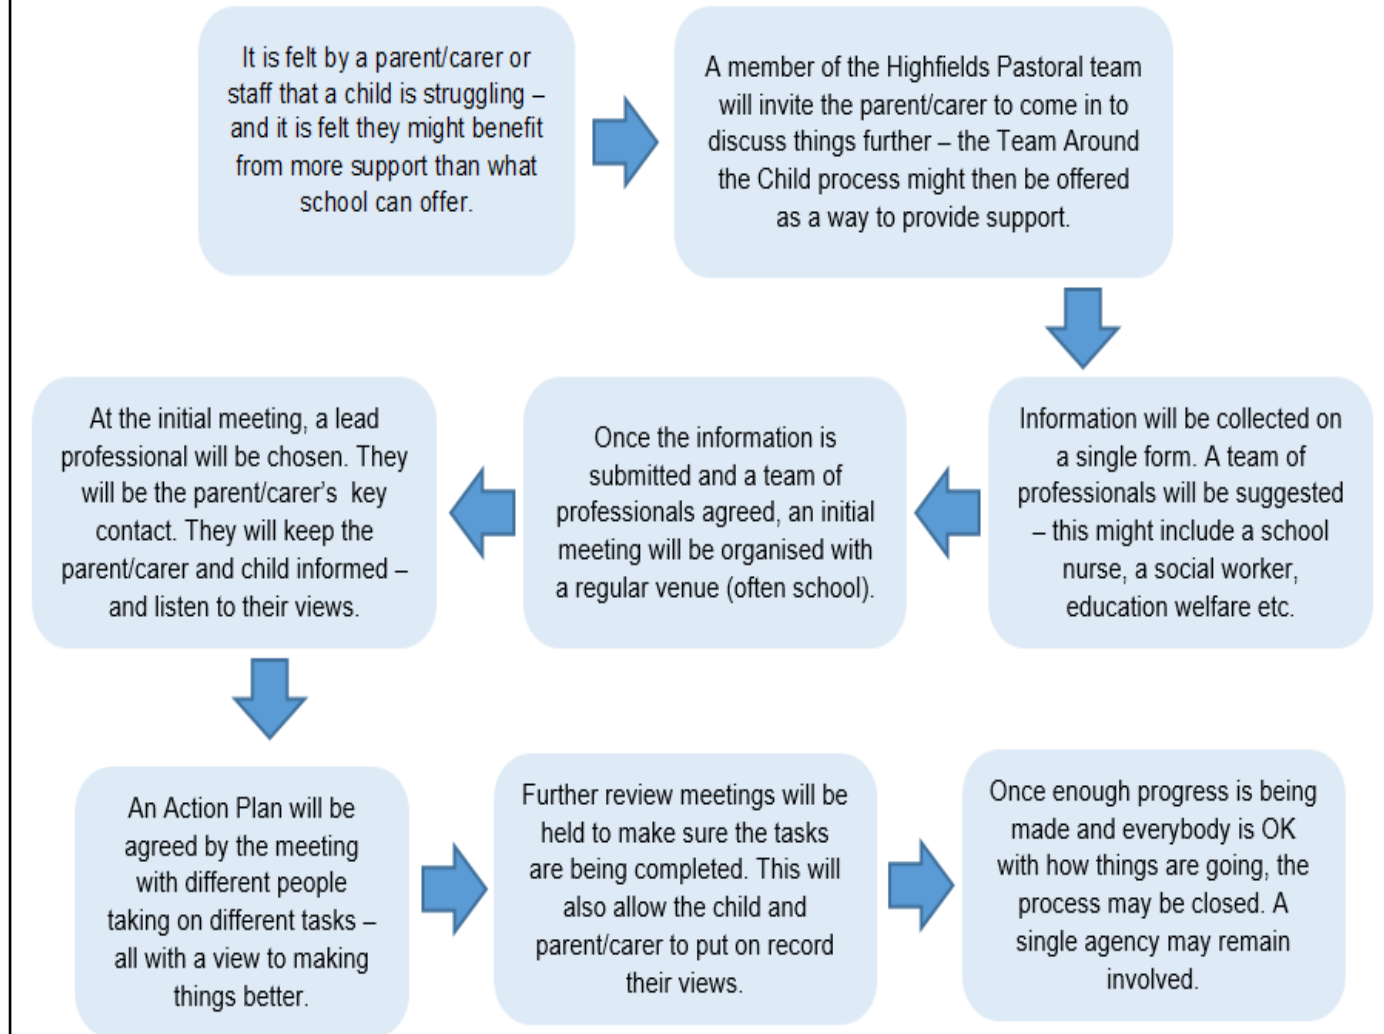 It is felt by a parent/carer or
staff that a child is struggling –
and it is felt they might benefit
from more support than what
school can offer.
A member of the Highfields Pastoral team
will invite the parent/carer to come in to
discuss things further – the Team Around
the Child process might then be offered
as a way to provide support.
Information will be collected on
a single form. A team of
professionals will be suggested
– this might include a school
nurse, a social worker,
education welfare etc.
Once the information is
submitted and a team of
professionals agreed, an initial
meeting will be organised with
a regular venue (often school).
At the initial meeting, a lead
professional will be chosen. They
will be the parent/carer’s key
contact. They will keep the
parent/carer and child informed –
and listen to their views.
An Action Plan will be
agreed by the meeting
with different people
taking on different tasks –
all with a view to making
things better.
Further review meetings will be
held to make sure the tasks
are being completed. This will
also allow the child and
parent/carer to put on record
their views.
Once enough progress is being
made and everybody is OK
with how things are going, the
process may be closed. A
single agency may remain
involved.